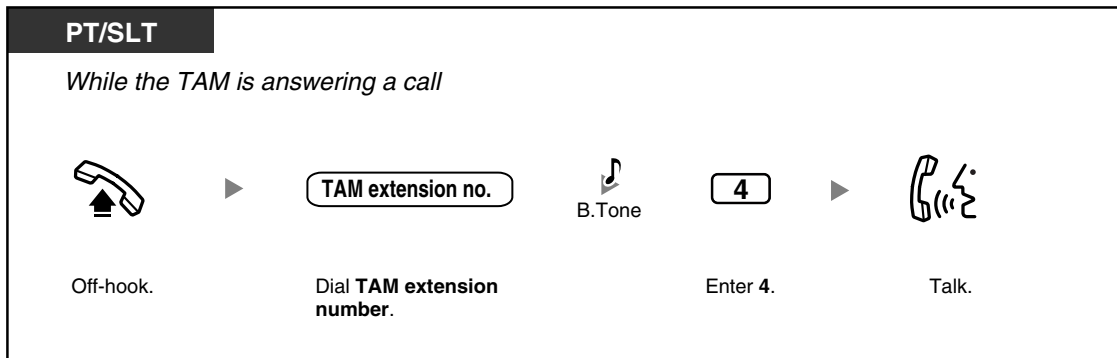 PT/SLT
While the TAM is answering a call
TAM extension no.
B.Tone
4
Off-hook.
Dial TAM extension
number.
Enter 4.
Talk.